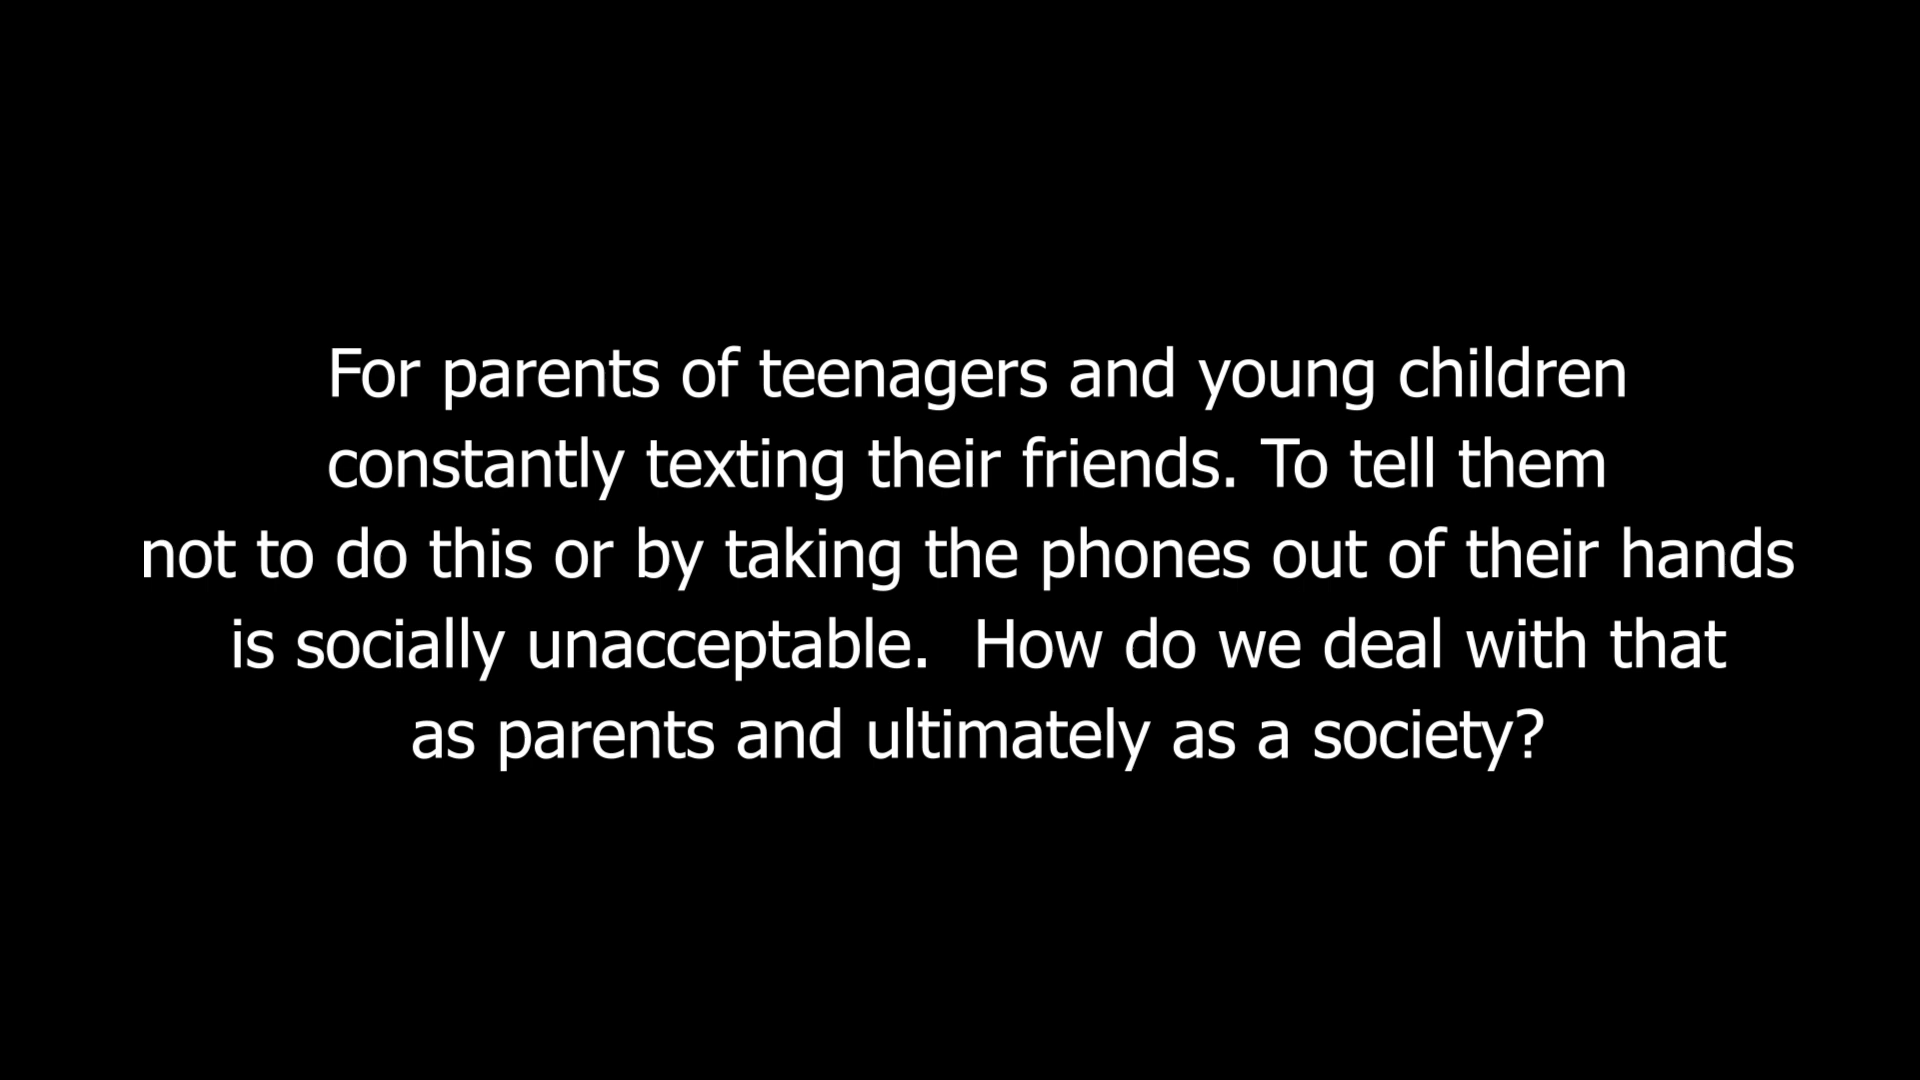 For parents of teenagers and young children
constantly texting their friends. To tell them
not to do this or by taking the phones out of their hands
is socially unacceptable.  How do we deal with that
as parents and ultimately as a society?